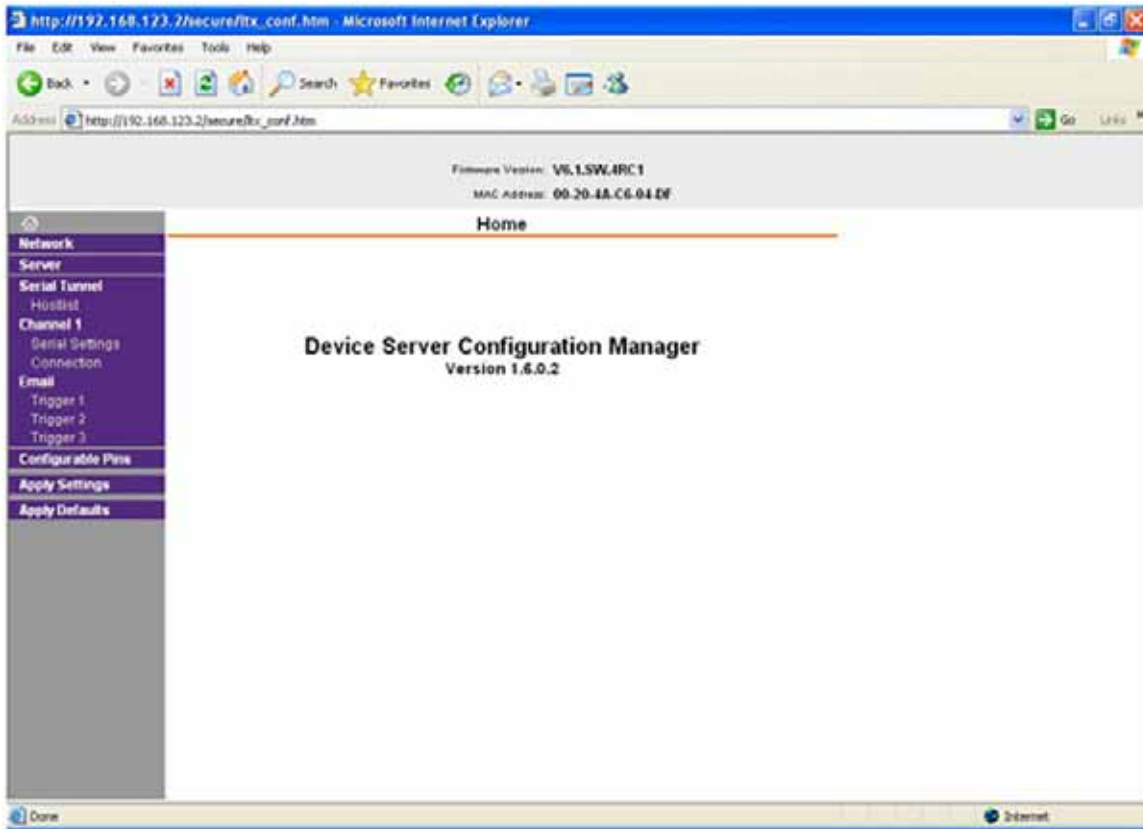 http://192.168.123.2/secure/ltx_conf.htm - Microsoft Internet Explorer
File Edit View Favorites Tools Help
Back Search Favorites
Address http://192.168.123.2/secure/ltx_conf.htm Go Links »
Firmware Version: V6.1.SW.4RC1
MAC Address: 00-20-4A-C6-04-DF
Home
Network
Server
Serial Tunnel
Hostlist
Channel 1
Serial Settings
Connection
Email
Trigger 1
Trigger 2
Trigger 3
Configurable Pins
Apply Settings
Apply Defaults
Device Server Configuration Manager
Version 1.6.0.2
Done Internet